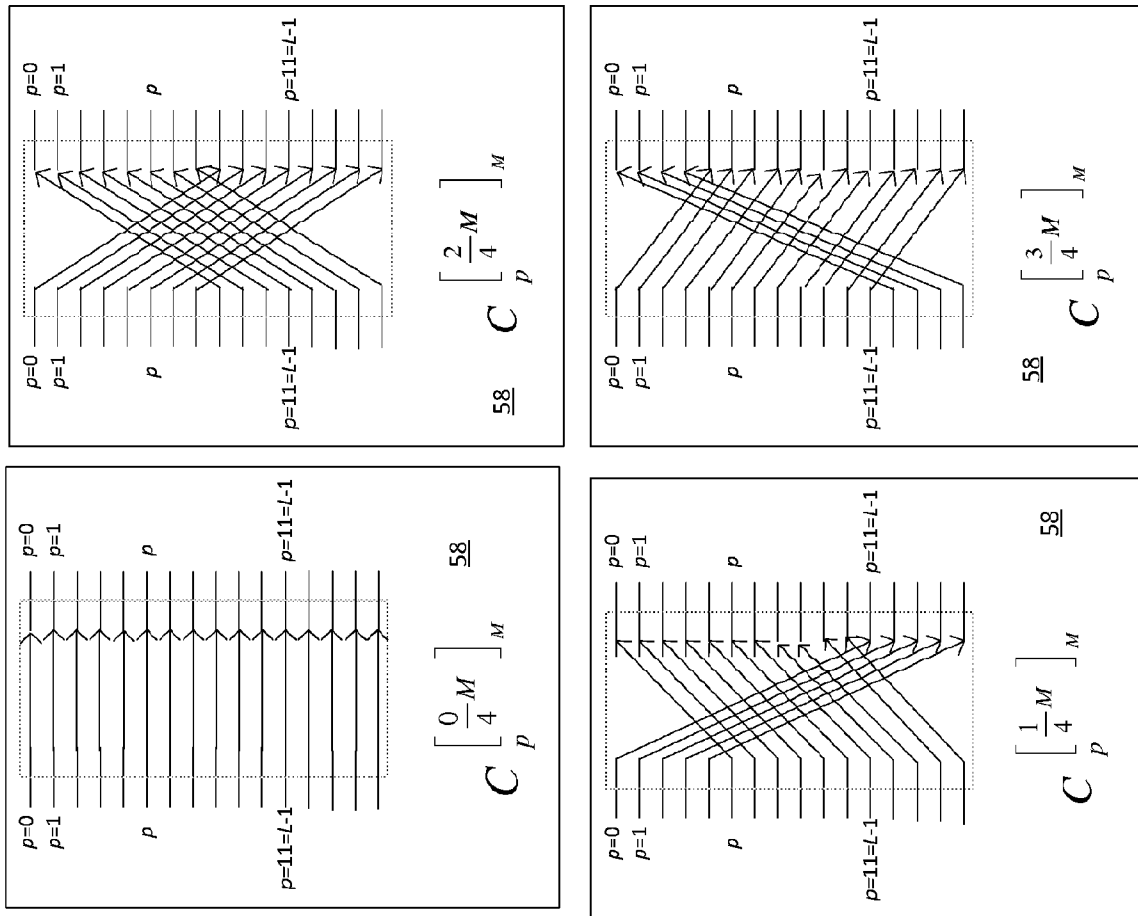 p=0 p=0
p=1 p=1
p p
p=11=L-1 p=11=L-1
58
C p [0/4 M] M
p=0 p=0
p=1 p=1
p p
p=11=L-1 p=11=L-1
C p [2/4 M] M
58
p=0 p=0
p=1 p=1
p p
p=11=L-1 p=11=L-1
58
C p [1/4 M] M
p=0 p=0
p=1 p=1
p p
p=11=L-1 p=11=L-1
58
C p [3/4 M] M